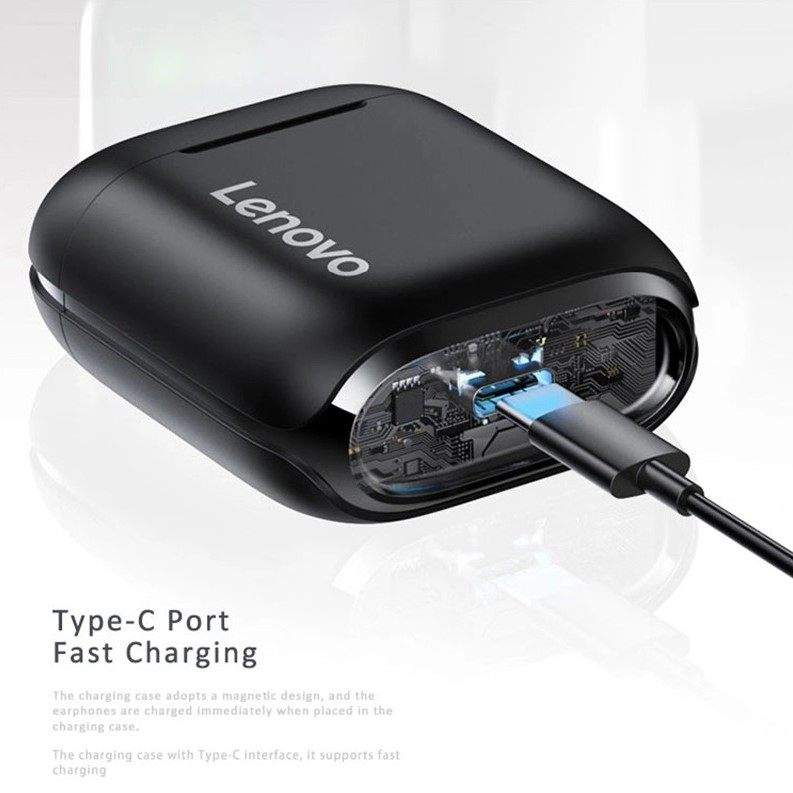 Lenovo
Type-C Port
Fast Charging
The charging case adopts a magnetic design, and the
earphones are charged immediately when placed in the
charging case.
The charging case with Type-C interface, it supports fast
charging